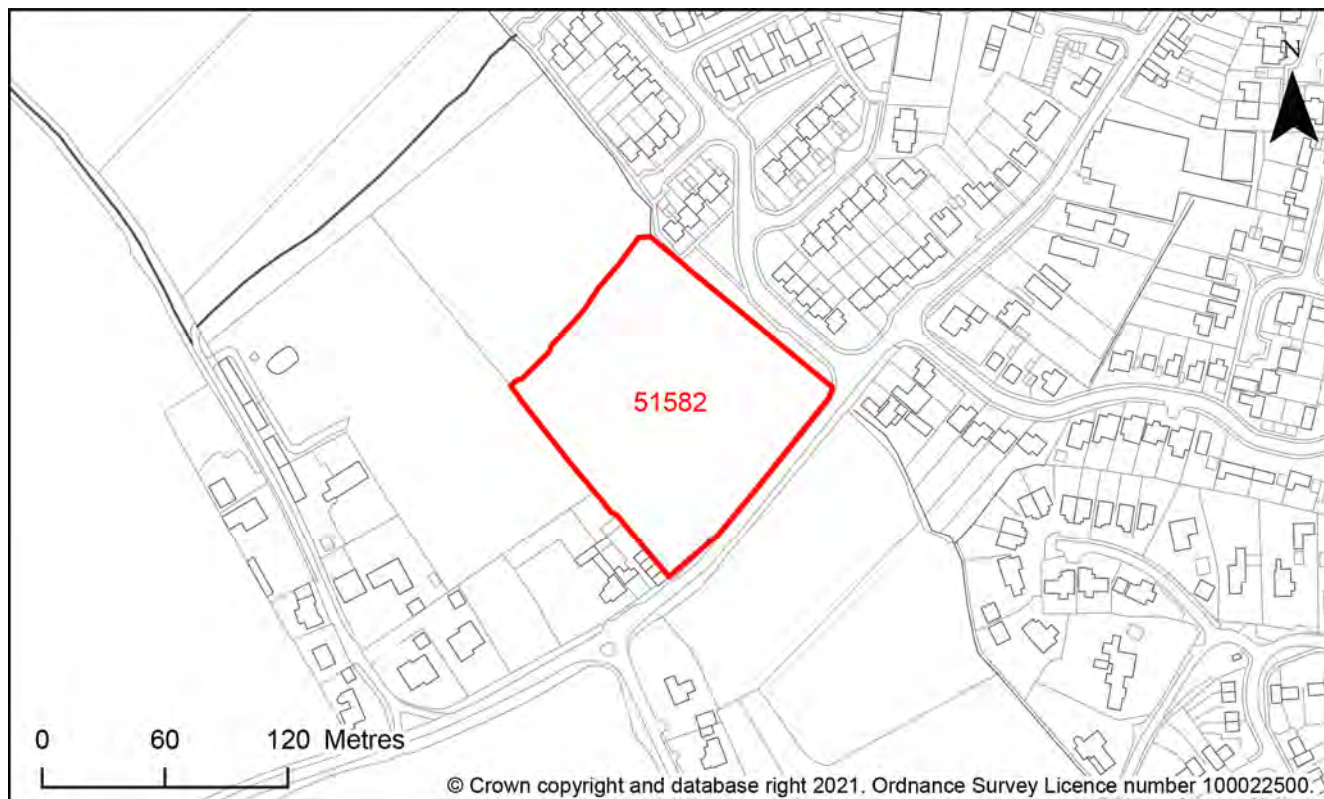 N
51582
0 60 120 Metres
© Crown copyright and database right 2021. Ordnance Survey Licence number 100022500.